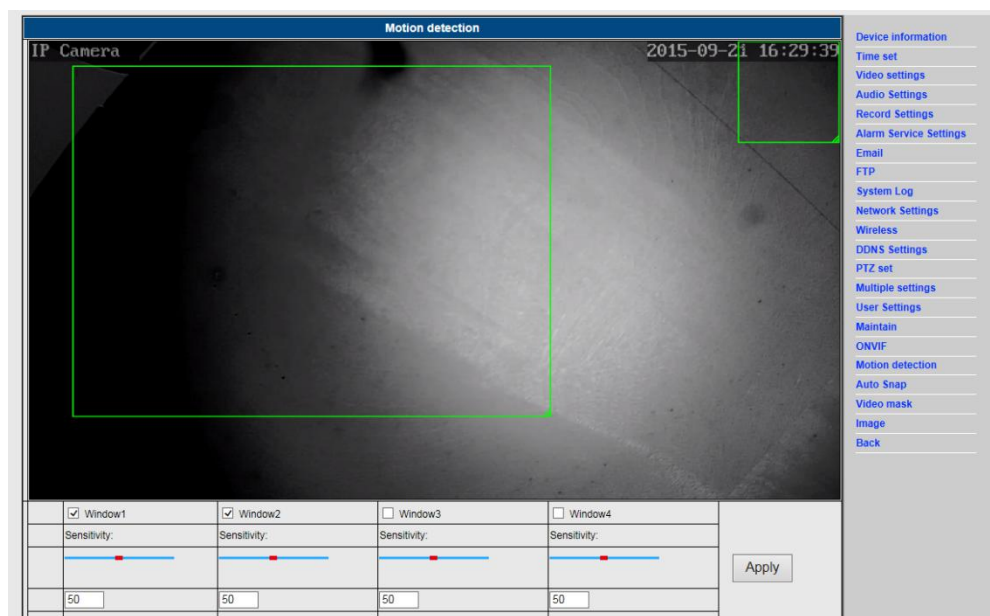 Motion detection
IP Camera
2015-09-21 16:29:39
Window1
Window2
Window3
Window4
Sensitivity:
Sensitivity:
Sensitivity:
Sensitivity:
50
50
50
50
Apply
Device information
Time set
Video settings
Audio Settings
Record Settings
Alarm Service Settings
Email
FTP
System Log
Network Settings
Wireless
DDNS Settings
PTZ set
Multiple settings
User Settings
Maintain
ONVIF
Motion detection
Auto Snap
Video mask
Image
Back